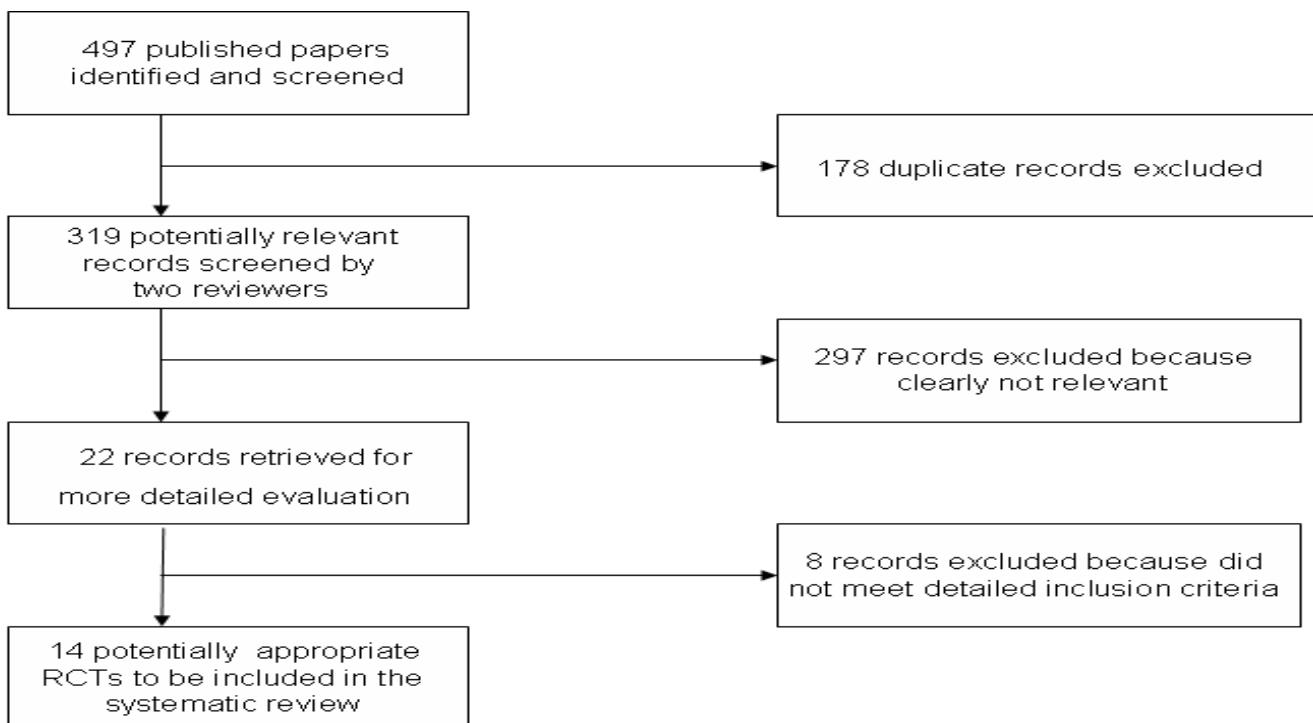 497 published papers
identified and screened
178 duplicate records excluded
319 potentially relevant
records screened by
two reviewers
297 records excluded because
clearly not relevant
22 records retrieved for
more detailed evaluation
8 records excluded because did
not meet detailed inclusion criteria
14 potentially appropriate
RCTs to be included in the
systematic review